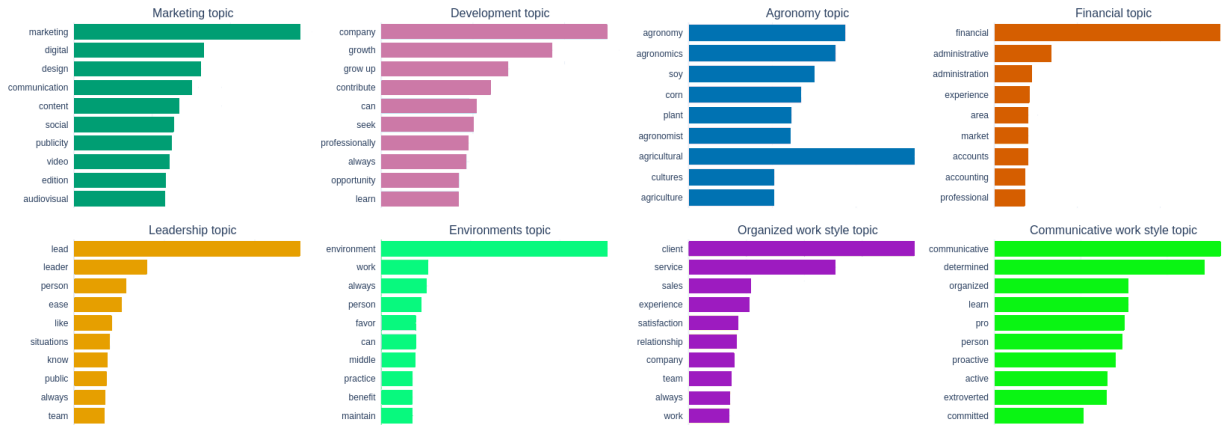 Marketing topic
marketing
digital
design
communication
content
social
publicity
video
edition
audiovisual
Development topic
company
growth
grow up
contribute
can
seek
professionally
always
opportunity
learn
Agronomy topic
agronomy
agronomics
soy
corn
plant
agronomist
agricultural
cultures
agriculture
Financial topic
financial
administrative
administration
experience
area
market
accounts
accounting
professional
Leadership topic
lead
leader
person
ease
like
situations
know
public
always
team
Environments topic
environment
work
always
person
favor
can
middle
practice
benefit
maintain
Organized work style topic
client
service
sales
experience
satisfaction
relationship
company
team
always
work
Communicative work style topic
communicative
determined
organized
learn
pro
person
proactive
active
extroverted
committed